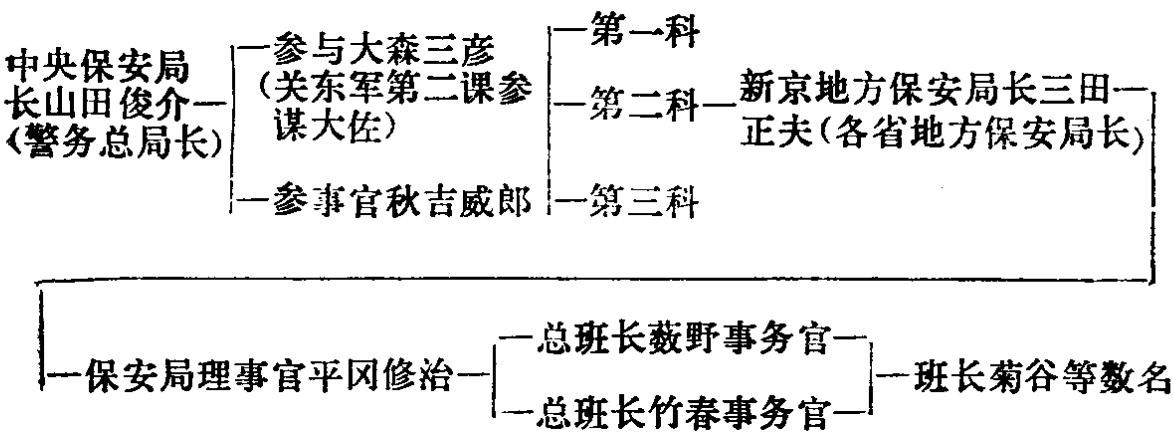 中央保安局
长山田俊介
(警务总局长)
参与大森三彦
(关东军第二课参
谋大佐)
参事官秋吉威郎
第一科
第二科
第三科
新京地方保安局长三田
正夫(各省地方保安局长)
保安局理事官平冈修治
总班长薮野事务官
总班长竹春事务官
班长菊谷等数名